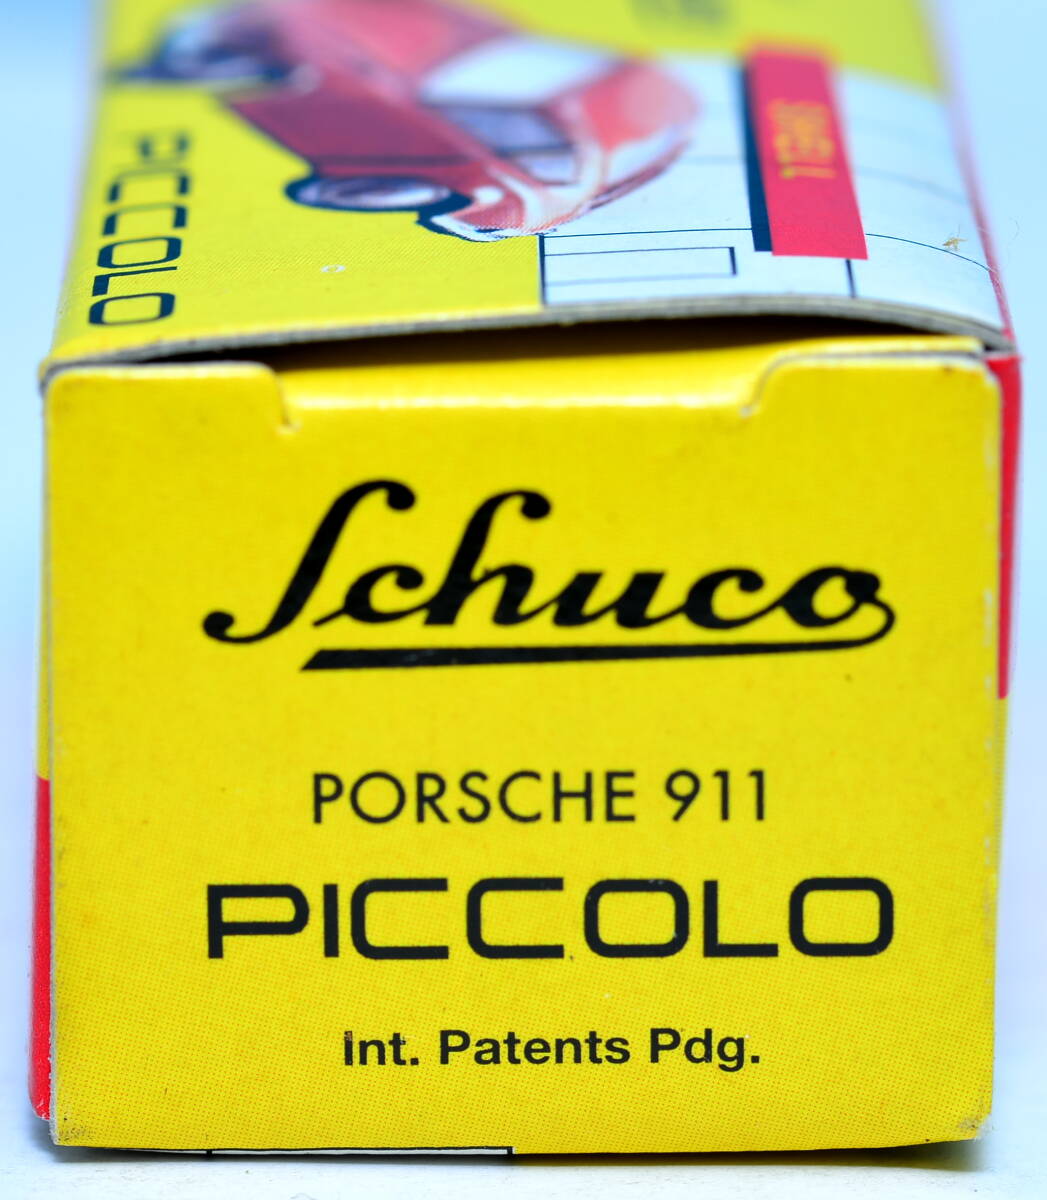 PICCOLO
Schuco
PORSCHE 911
PICCOLO
Int. Patents Pdg.